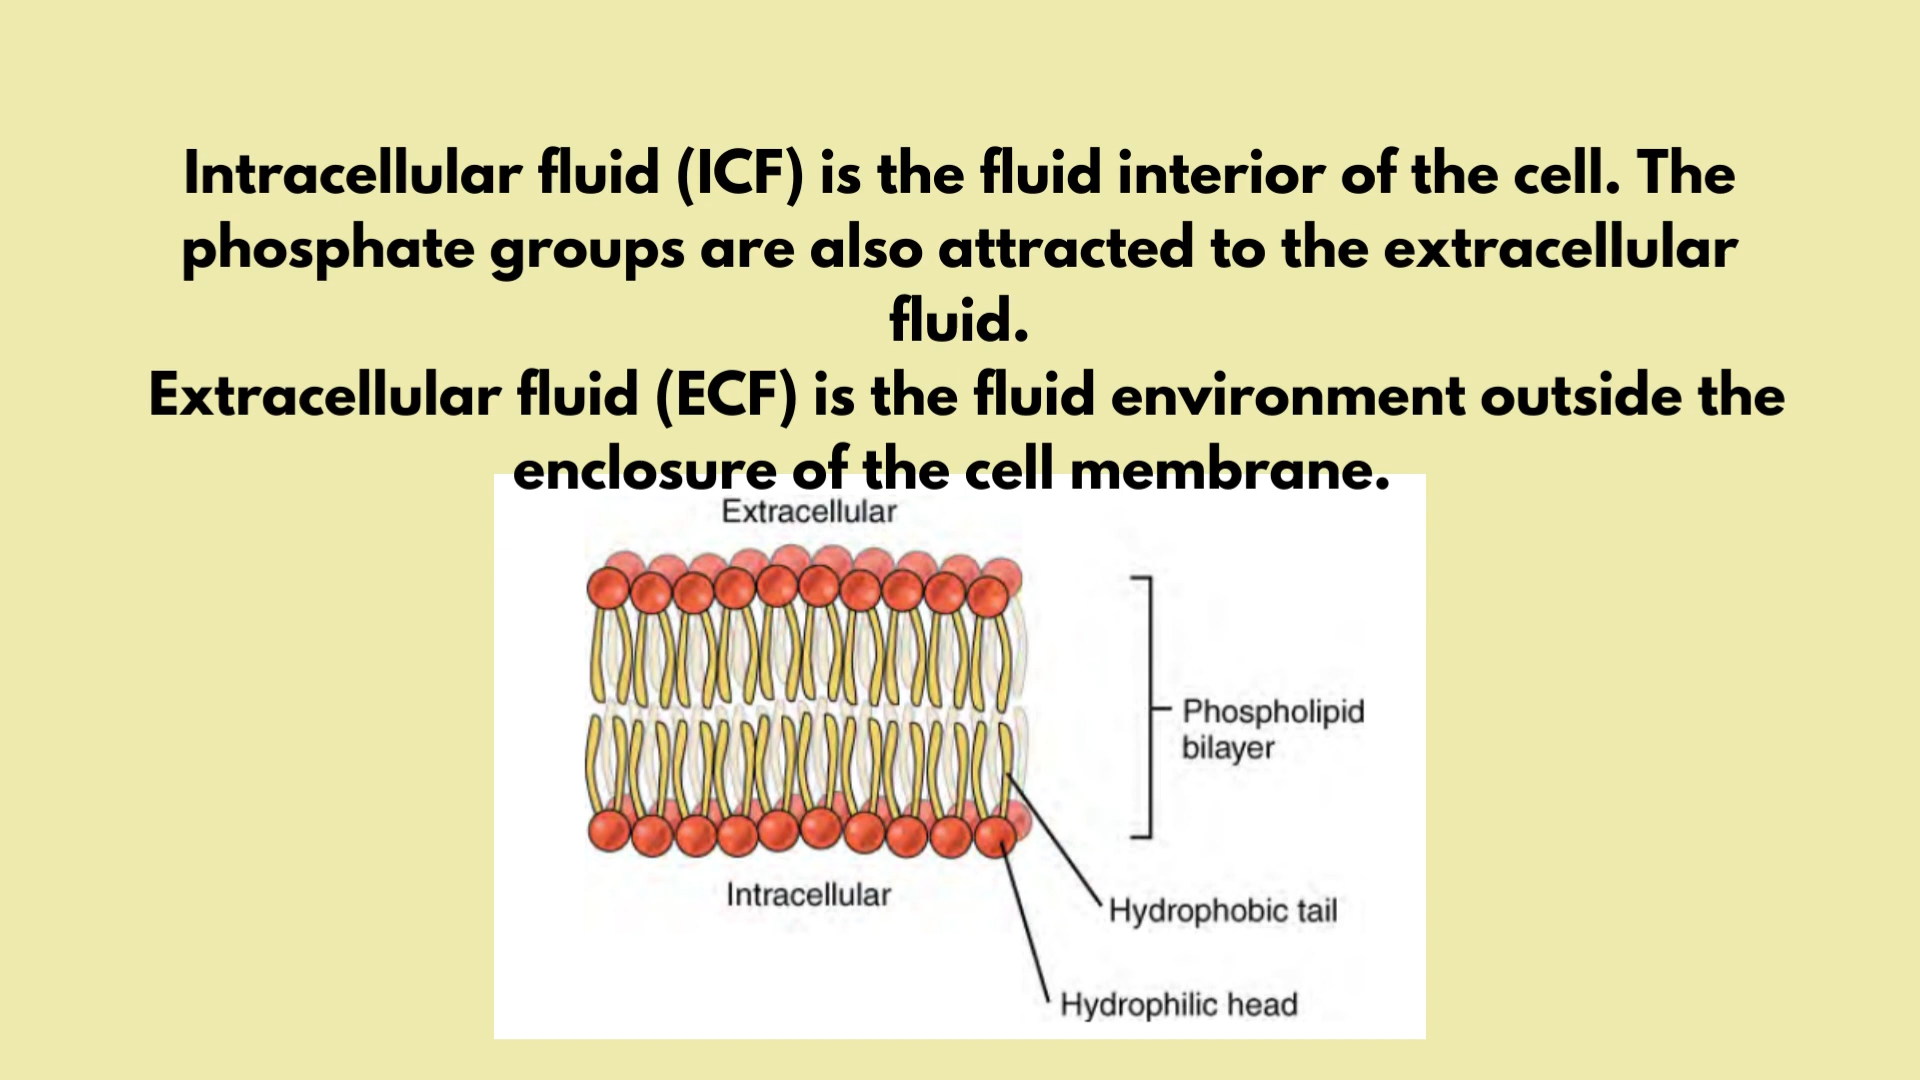 Intracellular fluid (ICF) is the fluid interior of the cell. The
phosphate groups are also attracted to the extracellular
fluid.
Extracellular fluid (ECF) is the fluid environment outside the
enclosure of the cell membrane.
Extracellular
Phospholipid
bilayer
Intracellular
Hydrophobic tail
Hydrophilic head